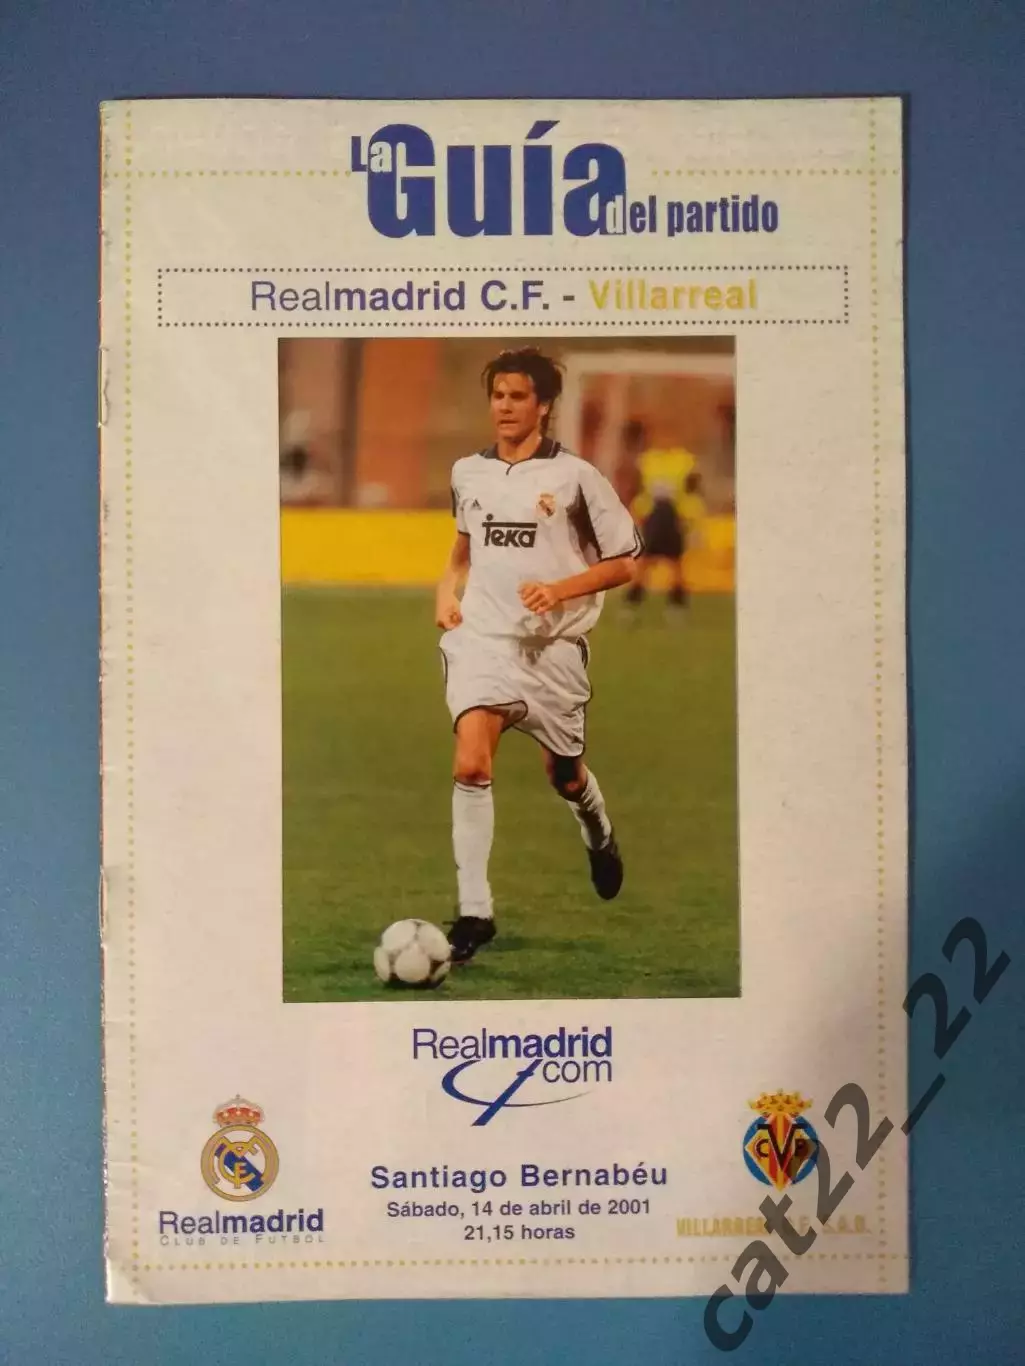 La Guía del partido
Realmadrid C.F. - Villarreal
Teka
Realmadrid
.com
Santiago Bernabéu
Sábado, 14 de abril de 2001
21,15 horas
Realmadrid
CLUB DE FUTBOL
CVF
S.A.D.
cat22_22